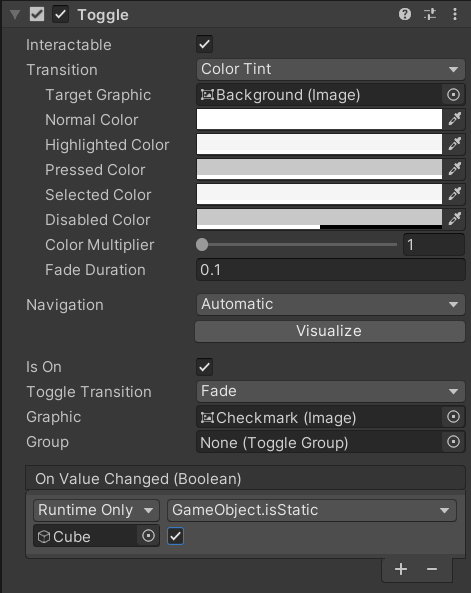 Toggle
Interactable
Transition Color Tint
Target Graphic Background (Image)
Normal Color
Highlighted Color
Pressed Color
Selected Color
Disabled Color
Color Multiplier 1
Fade Duration 0.1
Navigation Automatic
Visualize
Is On
Toggle Transition Fade
Graphic Checkmark (Image)
Group None (Toggle Group)
On Value Changed (Boolean)
Runtime Only GameObject.isStatic
Cube